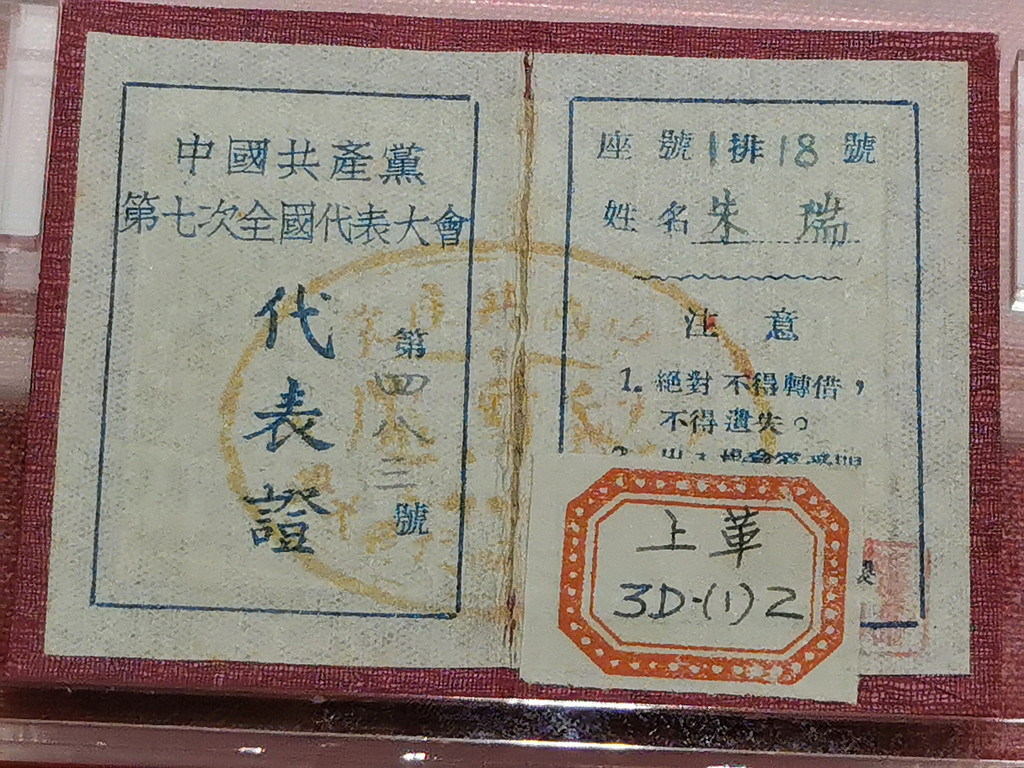 中國共產黨
第七次全國代表大會
代表證
第四八三號
座號1排18號
姓名朱瑞
注意
1. 絕對不得轉借，
不得遺失。
2.
上革
3D-(1)2